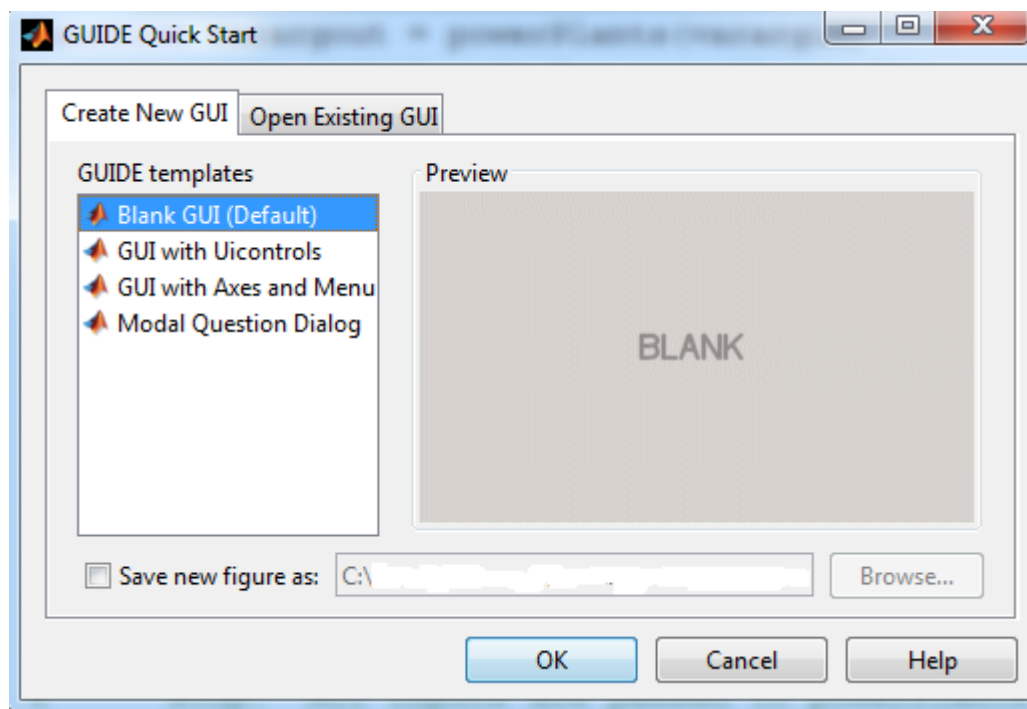 GUIDE Quick Start
Create New GUI
Open Existing GUI
GUIDE templates
Preview
Blank GUI (Default)
GUI with Uicontrols
GUI with Axes and Menu
Modal Question Dialog
BLANK
Save new figure as:
C:\
Browse...
OK
Cancel
Help